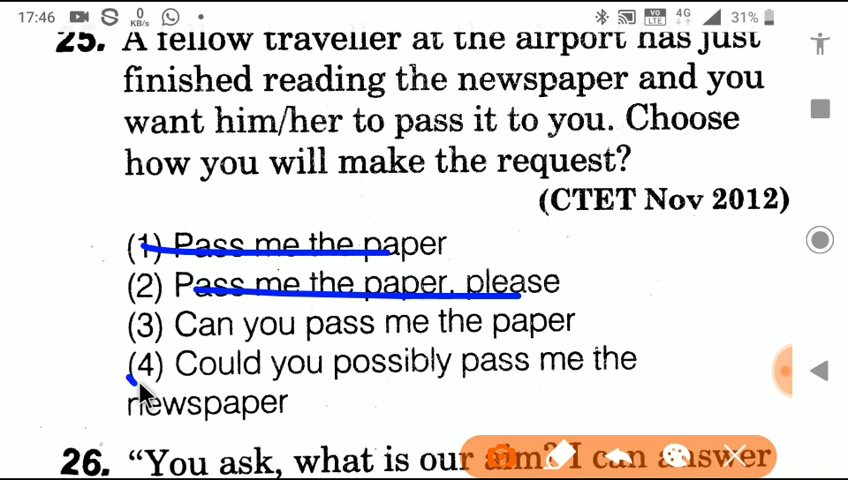 17:46 0 KB/s VO LTE 4G 31%
25. A fellow traveller at the airport has just
finished reading the newspaper and you
want him/her to pass it to you. Choose
how you will make the request?
(CTET Nov 2012)
(1) Pass me the paper
(2) Pass me the paper, please
(3) Can you pass me the paper
(4) Could you possibly pass me the
newspaper
26. “You ask, what is our aim? I can answer